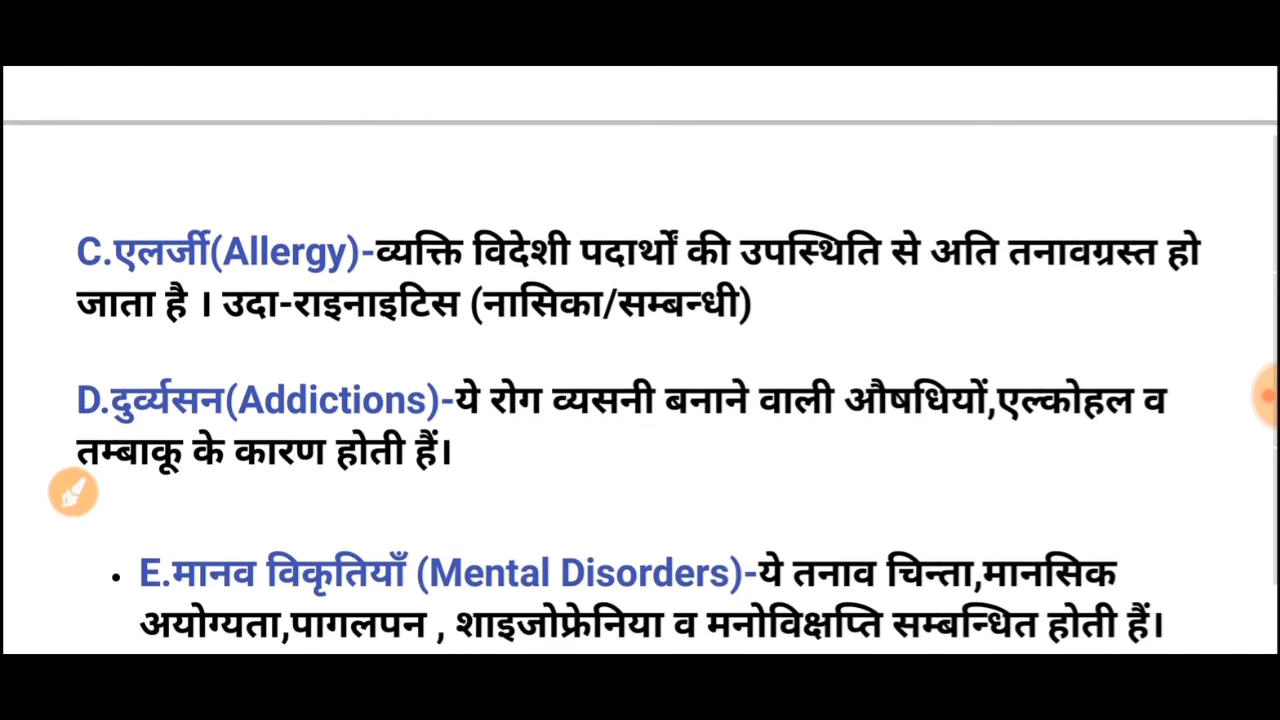 C.एलर्जी(Allergy)-व्यक्ति विदेशी पदार्थों की उपस्थिति से अति तनावग्रस्त हो
जाता है । उदा-राइनाइटिस (नासिका/सम्बन्धी)
D.दुर्व्यसन(Addictions)-ये रोग व्यसनी बनाने वाली औषधियों,एल्कोहल व
तम्बाकू के कारण होती हैं।
• E.मानव विकृतियाँ (Mental Disorders)-ये तनाव चिन्ता,मानसिक
अयोग्यता,पागलपन , शाइजोफ्रेनिया व मनोविक्षप्ति सम्बन्धित होती हैं।